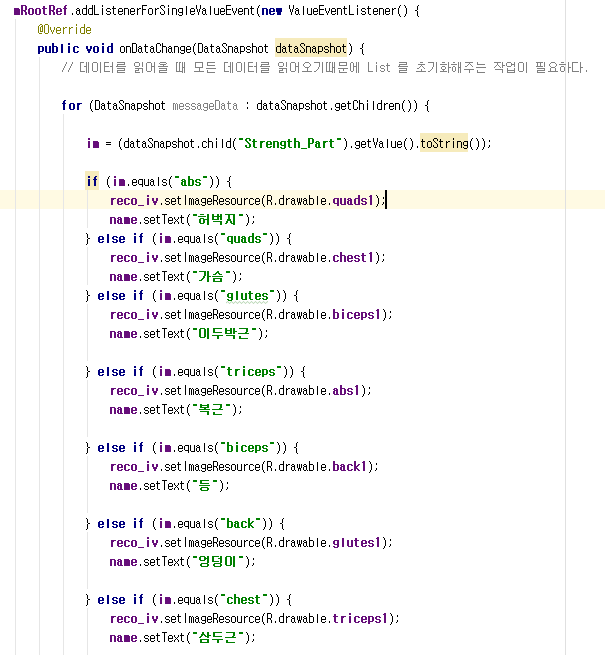 mRootRef.addListenerForSingleValueEvent(new ValueEventListener() {
@Override
public void onDataChange(DataSnapshot dataSnapshot) {
// 데이터를 읽어올 때 모든 데이터를 읽어오기때문에 List 를 초기화해주는 작업이 필요하다.
for (DataSnapshot messageData : dataSnapshot.getChildren()) {
im = (dataSnapshot.child("Strength_Part").getValue().toString());
if (im.equals("abs")) {
reco_iv.setImageResource(R.drawable.quads1);
name.setText("허벅지");
} else if (im.equals("quads")) {
reco_iv.setImageResource(R.drawable.chest1);
name.setText("가슴");
} else if (im.equals("glutes")) {
reco_iv.setImageResource(R.drawable.biceps1);
name.setText("이두박근");
} else if (im.equals("triceps")) {
reco_iv.setImageResource(R.drawable.abs1);
name.setText("복근");
} else if (im.equals("biceps")) {
reco_iv.setImageResource(R.drawable.back1);
name.setText("등");
} else if (im.equals("back")) {
reco_iv.setImageResource(R.drawable.glutes1);
name.setText("엉덩이");
} else if (im.equals("chest")) {
reco_iv.setImageResource(R.drawable.triceps1);
name.setText("삼두근");